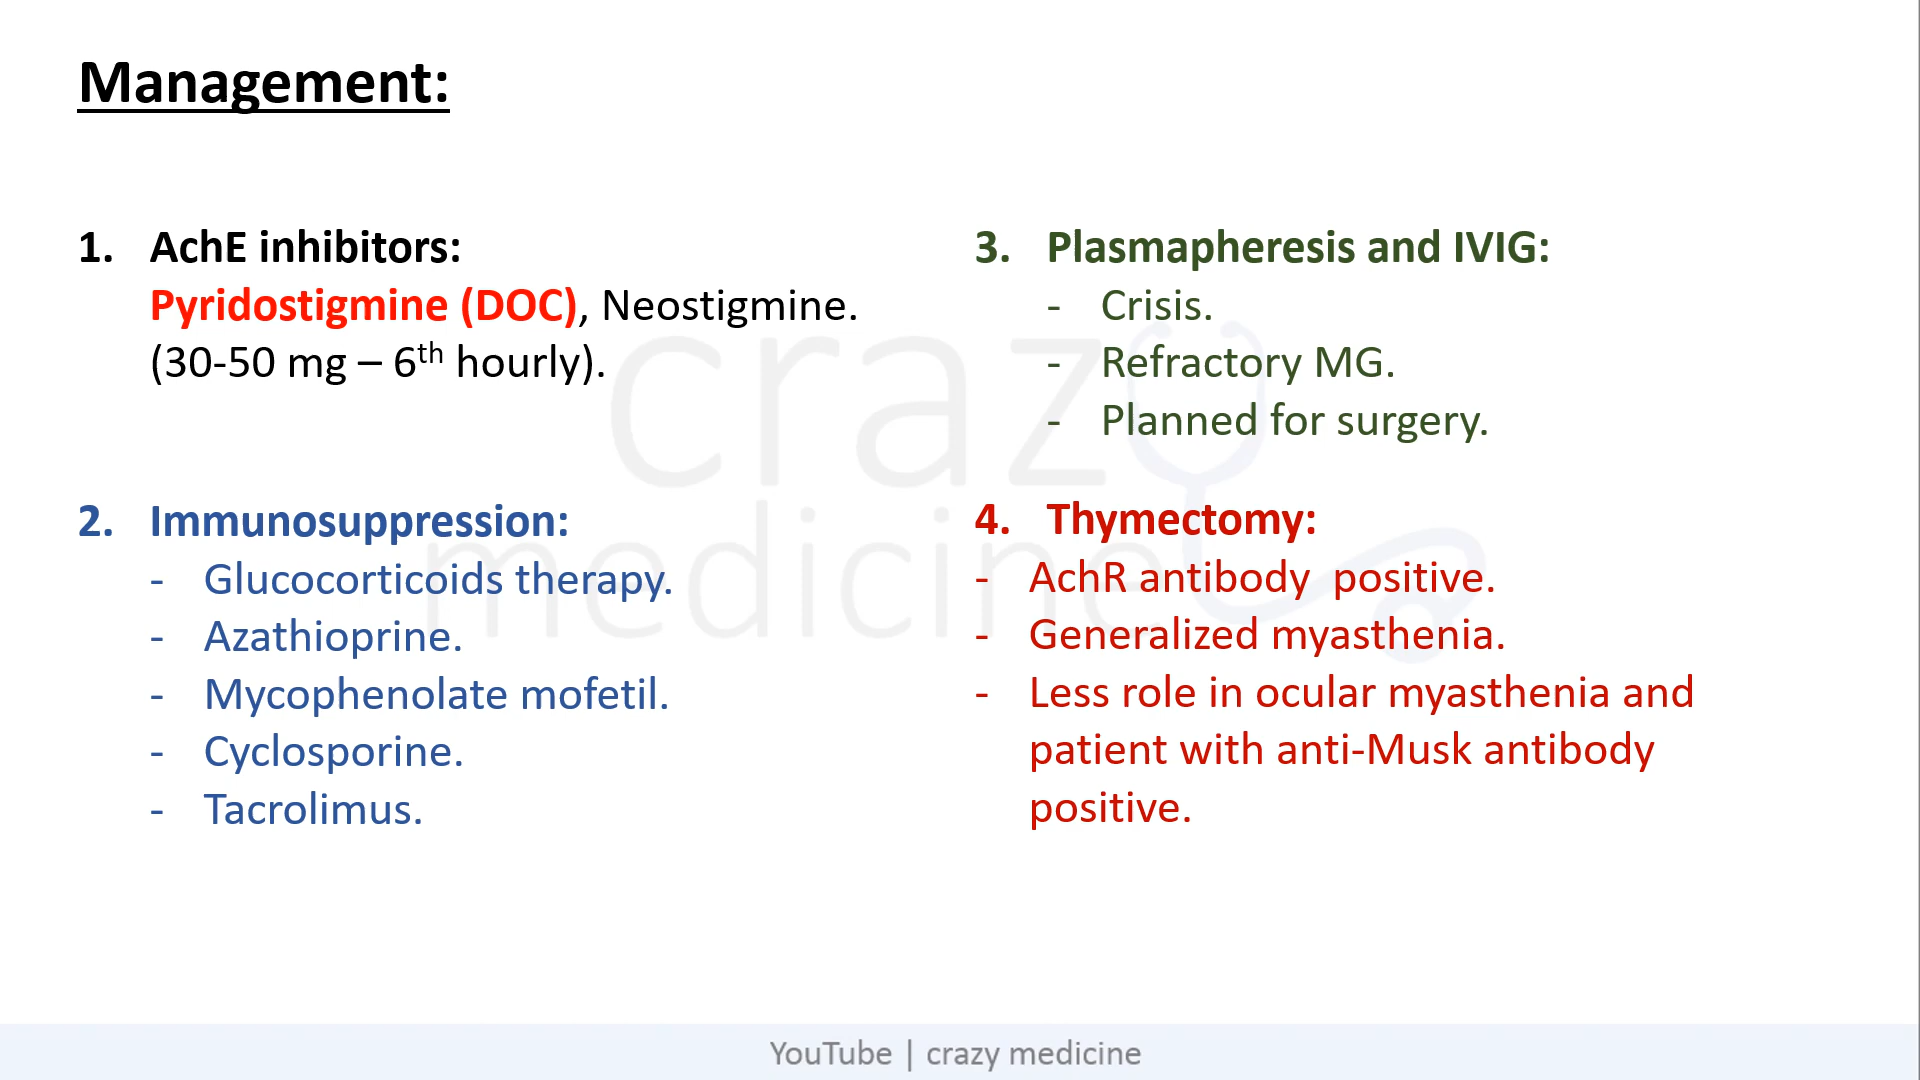 Management:
1. AchE inhibitors:
Pyridostigmine (DOC), Neostigmine.
(30-50 mg – 6th hourly).
2. Immunosuppression:
- Glucocorticoids therapy.
- Azathioprine.
- Mycophenolate mofetil.
- Cyclosporine.
- Tacrolimus.
3. Plasmapheresis and IVIG:
- Crisis.
- Refractory MG.
- Planned for surgery.
4. Thymectomy:
- AchR antibody  positive.
- Generalized myasthenia.
- Less role in ocular myasthenia and
patient with anti-Musk antibody
positive.
crazy
medicine
YouTube | crazy medicine